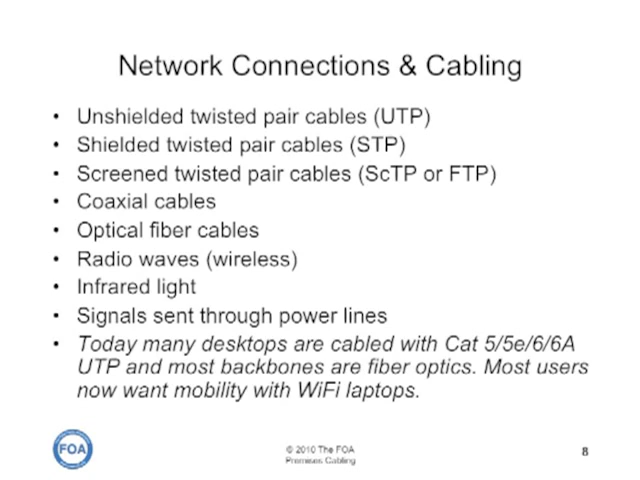 Network Connections & Cabling
• Unshielded twisted pair cables (UTP)
• Shielded twisted pair cables (STP)
• Screened twisted pair cables (ScTP or FTP)
• Coaxial cables
• Optical fiber cables
• Radio waves (wireless)
• Infrared light
• Signals sent through power lines
• Today many desktops are cabled with Cat 5/5e/6/6A
UTP and most backbones are fiber optics. Most users
now want mobility with WiFi laptops.
FOA
© 2010 The FOA
Premises Cabling
8